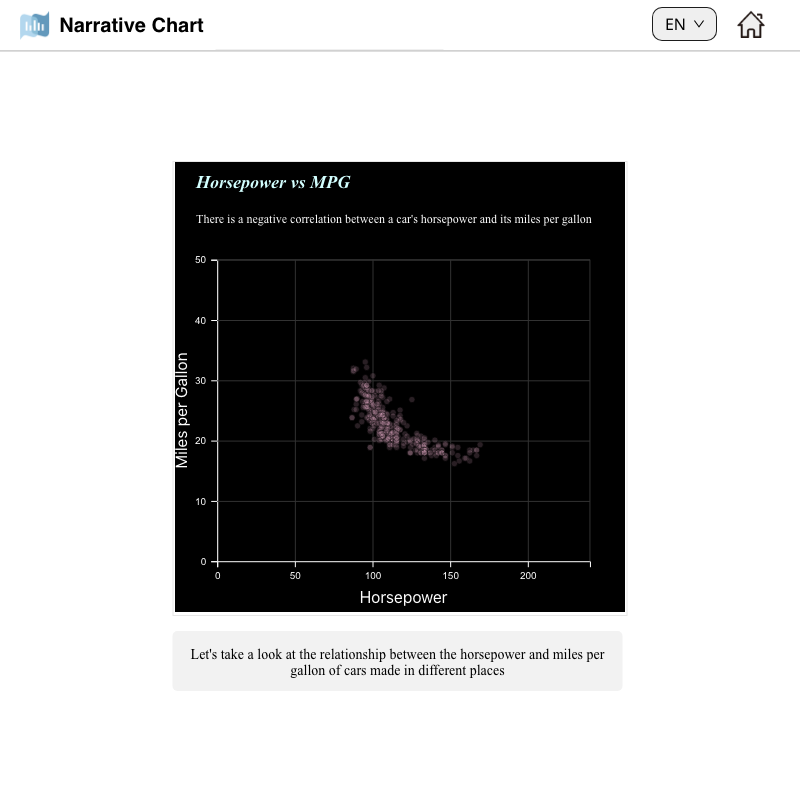 Narrative Chart
EN
Horsepower vs MPG
There is a negative correlation between a car's horsepower and its miles per gallon
50
40
30
20
10
0
Miles per Gallon
0 50 100 150 200
Horsepower
Let's take a look at the relationship between the horsepower and miles per
gallon of cars made in different places